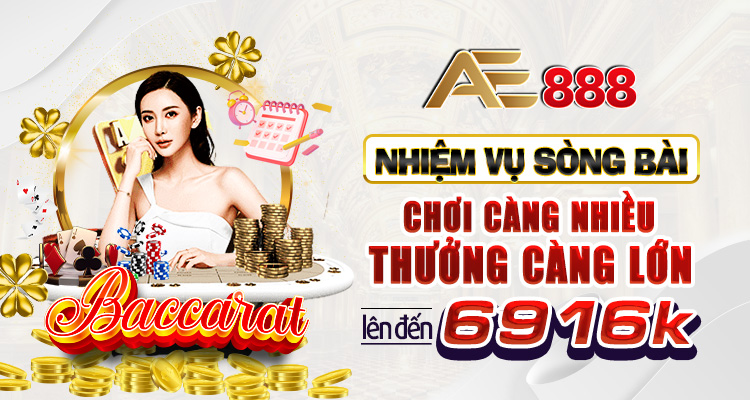 AE888
NHIỆM VỤ SÒNG BÀI
CHƠI CÀNG NHIỀU
THƯỞNG CÀNG LỚN
lên đến 6916k
Baccarat